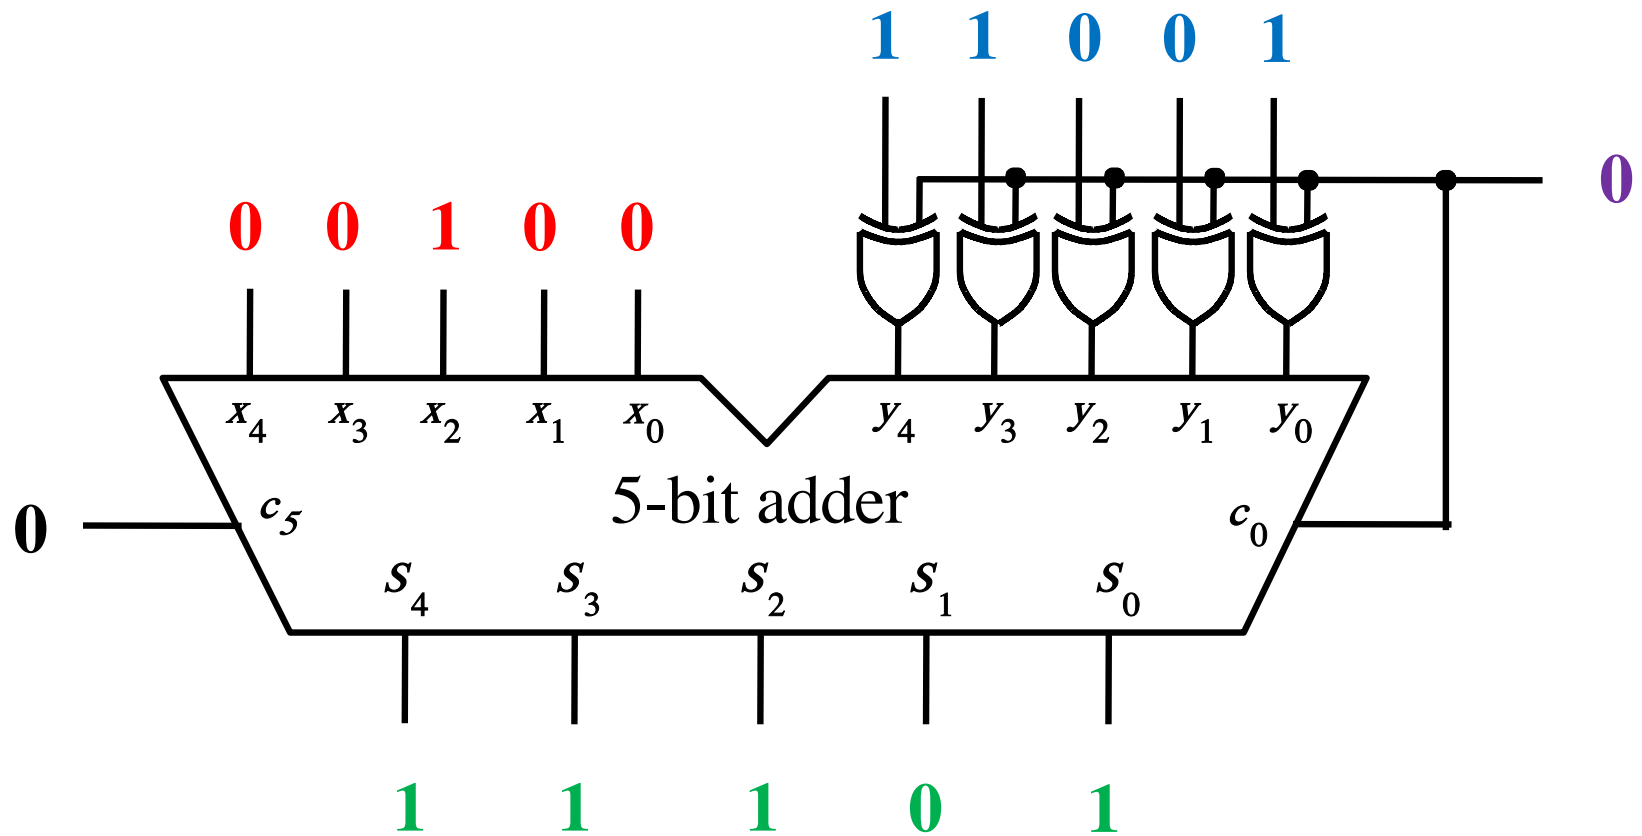 1 1 0 0 1
0
0 0 1 0 0
x4 x3 x2 x1 x0 y4 y3 y2 y1 y0
5-bit adder
0 c5 c0
S4 S3 S2 S1 S0
1 1 1 0 1